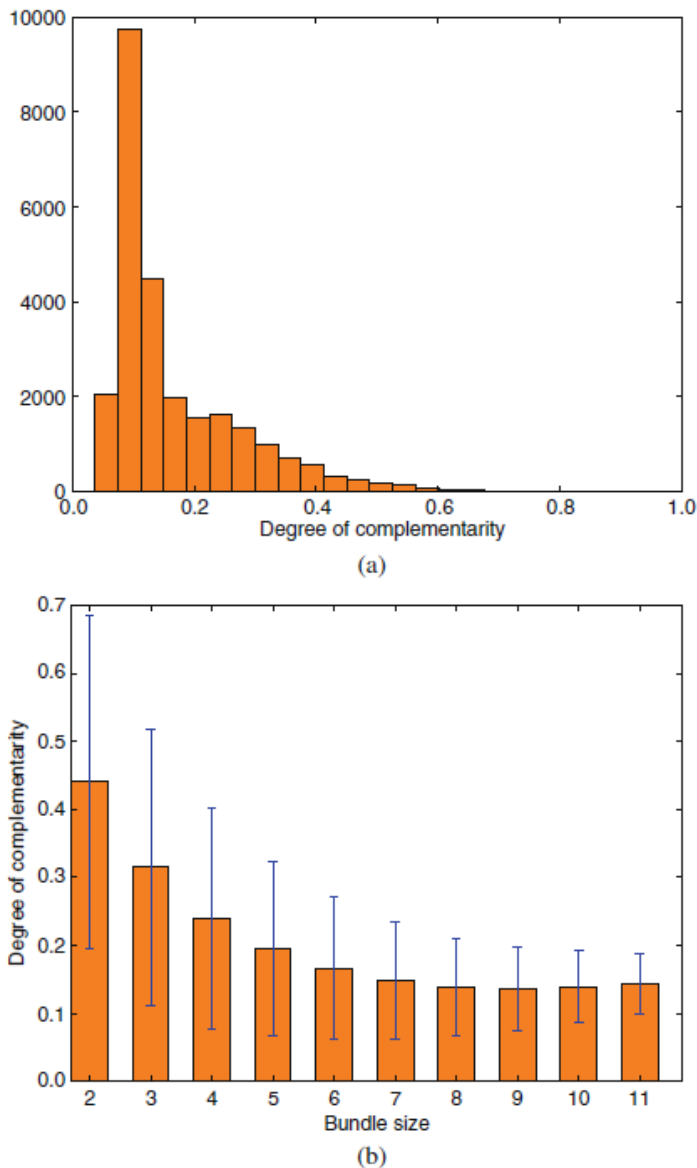 10000
8000
6000
4000
2000
0
0.0 0.2 0.4 0.6 0.8 1.0
Degree of complementarity
(a)
0.7
0.6
0.5
0.4
0.3
0.2
0.1
0.0
Degree of complementarity
2 3 4 5 6 7 8 9 10 11
Bundle size
(b)